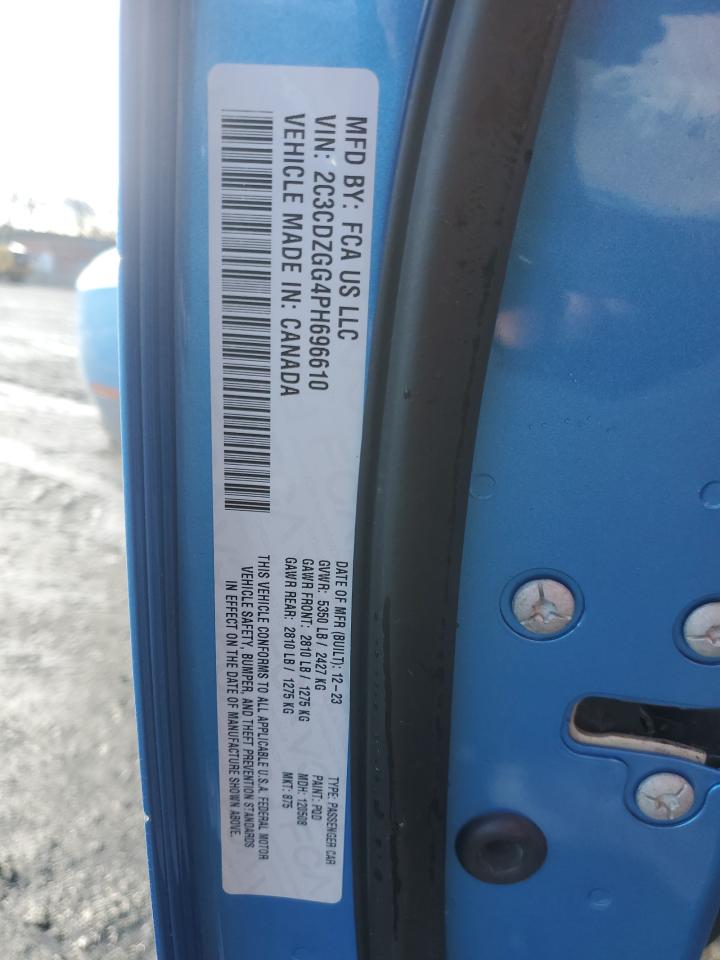 MFD BY: FCA US LLC
VIN: 2C3CDZGG4PH696610
VEHICLE MADE IN: CANADA
DATE OF MFR (BUILT): 12-23
GVWR: 5350 LB / 2427 KG
GAWR FRONT: 2810 LB / 1275 KG
GAWR REAR: 2810 LB / 1275 KG
TYPE: PASSENGER CAR
PAINT: PQD
MDH: 120508
MKT: 875
THIS VEHICLE CONFORMS TO ALL APPLICABLE U.S.A. FEDERAL MOTOR
VEHICLE SAFETY, BUMPER, AND THEFT PREVENTION STANDARDS
IN EFFECT ON THE DATE OF MANUFACTURE SHOWN ABOVE.